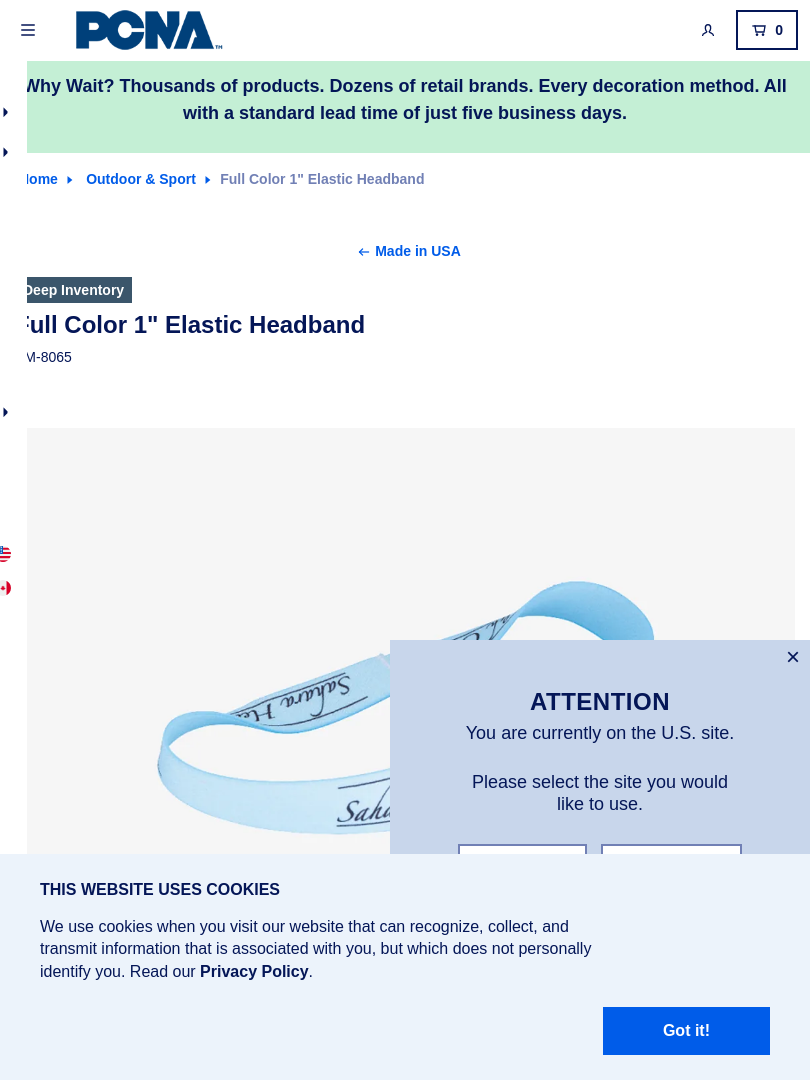 PCNA
0
Why Wait? Thousands of products. Dozens of retail brands. Every decoration method. All
with a standard lead time of just five business days.
Home Outdoor & Sport Full Color 1" Elastic Headband
Made in USA
Deep Inventory
Full Color 1" Elastic Headband
M-8065
ATTENTION
You are currently on the U.S. site.
Please select the site you would
like to use.
Sahara
THIS WEBSITE USES COOKIES
We use cookies when you visit our website that can recognize, collect, and
transmit information that is associated with you, but which does not personally
identify you. Read our Privacy Policy.
Got it!